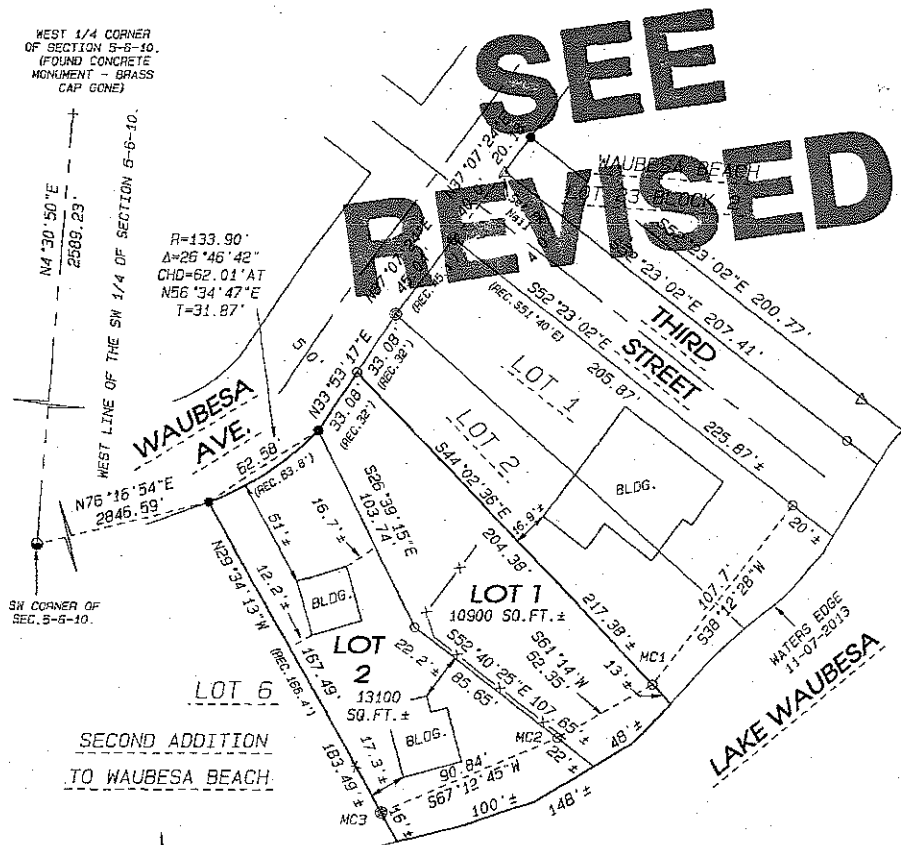 WEST 1/4 CORNER
OF SECTION 5-6-10.
(FOUND CONCRETE
MONUMENT - BRASS
CAP GONE)
N4°30'50"E
2589.23'
WEST LINE OF THE SW 1/4 OF SECTION 6-6-10.
R=133.90'
Δ=26°46'42"
CHD=62.01'AT
N56°34'47"E
T=31.87'
SEE
REVISED
WAUBESA BEACH
S52°23'02"E 200.77'
S52°23'02"E 207.41'
THIRD
STREET
S52°23'02"E
205.87'
225.87'±
(REC.S51°40'E)
50.0'
N33°53'17"E
33.08'
(REC.32')
33.08'
(REC.32')
WAUBESA
AVE.
62.58'
(REC.63.8')
N76°16'54"E
2846.59'
SW CORNER OF
SEC.5-6-10.
LOT 1
LOT 2
BLDG.
16.9'±
S44°02'36"E
204.38'
217.38'±
20'±
107.7'
S38°12'28"W
WATERS EDGE
11-07-2013
LAKE WAUBESA
S26°39'15"E
103.74'
51'±
16.7'±
12.2'±
BLDG.
N29°34'13"W
167.49'
(REC.166.4')
183.49'±
LOT 1
10900 SQ.FT.±
S61°14'W
62.35'
13'±
MC1
S52°40'25"E
85.65'
107.65'±
22.2'±
LOT
2
13100
SQ.FT.±
BLDG.
17.3'±
90.84'
S67°12'45"W
MC2
22'±
48'±
100'±
148'±
MC3
16'±
LOT 6
SECOND ADDITION
TO WAUBESA BEACH